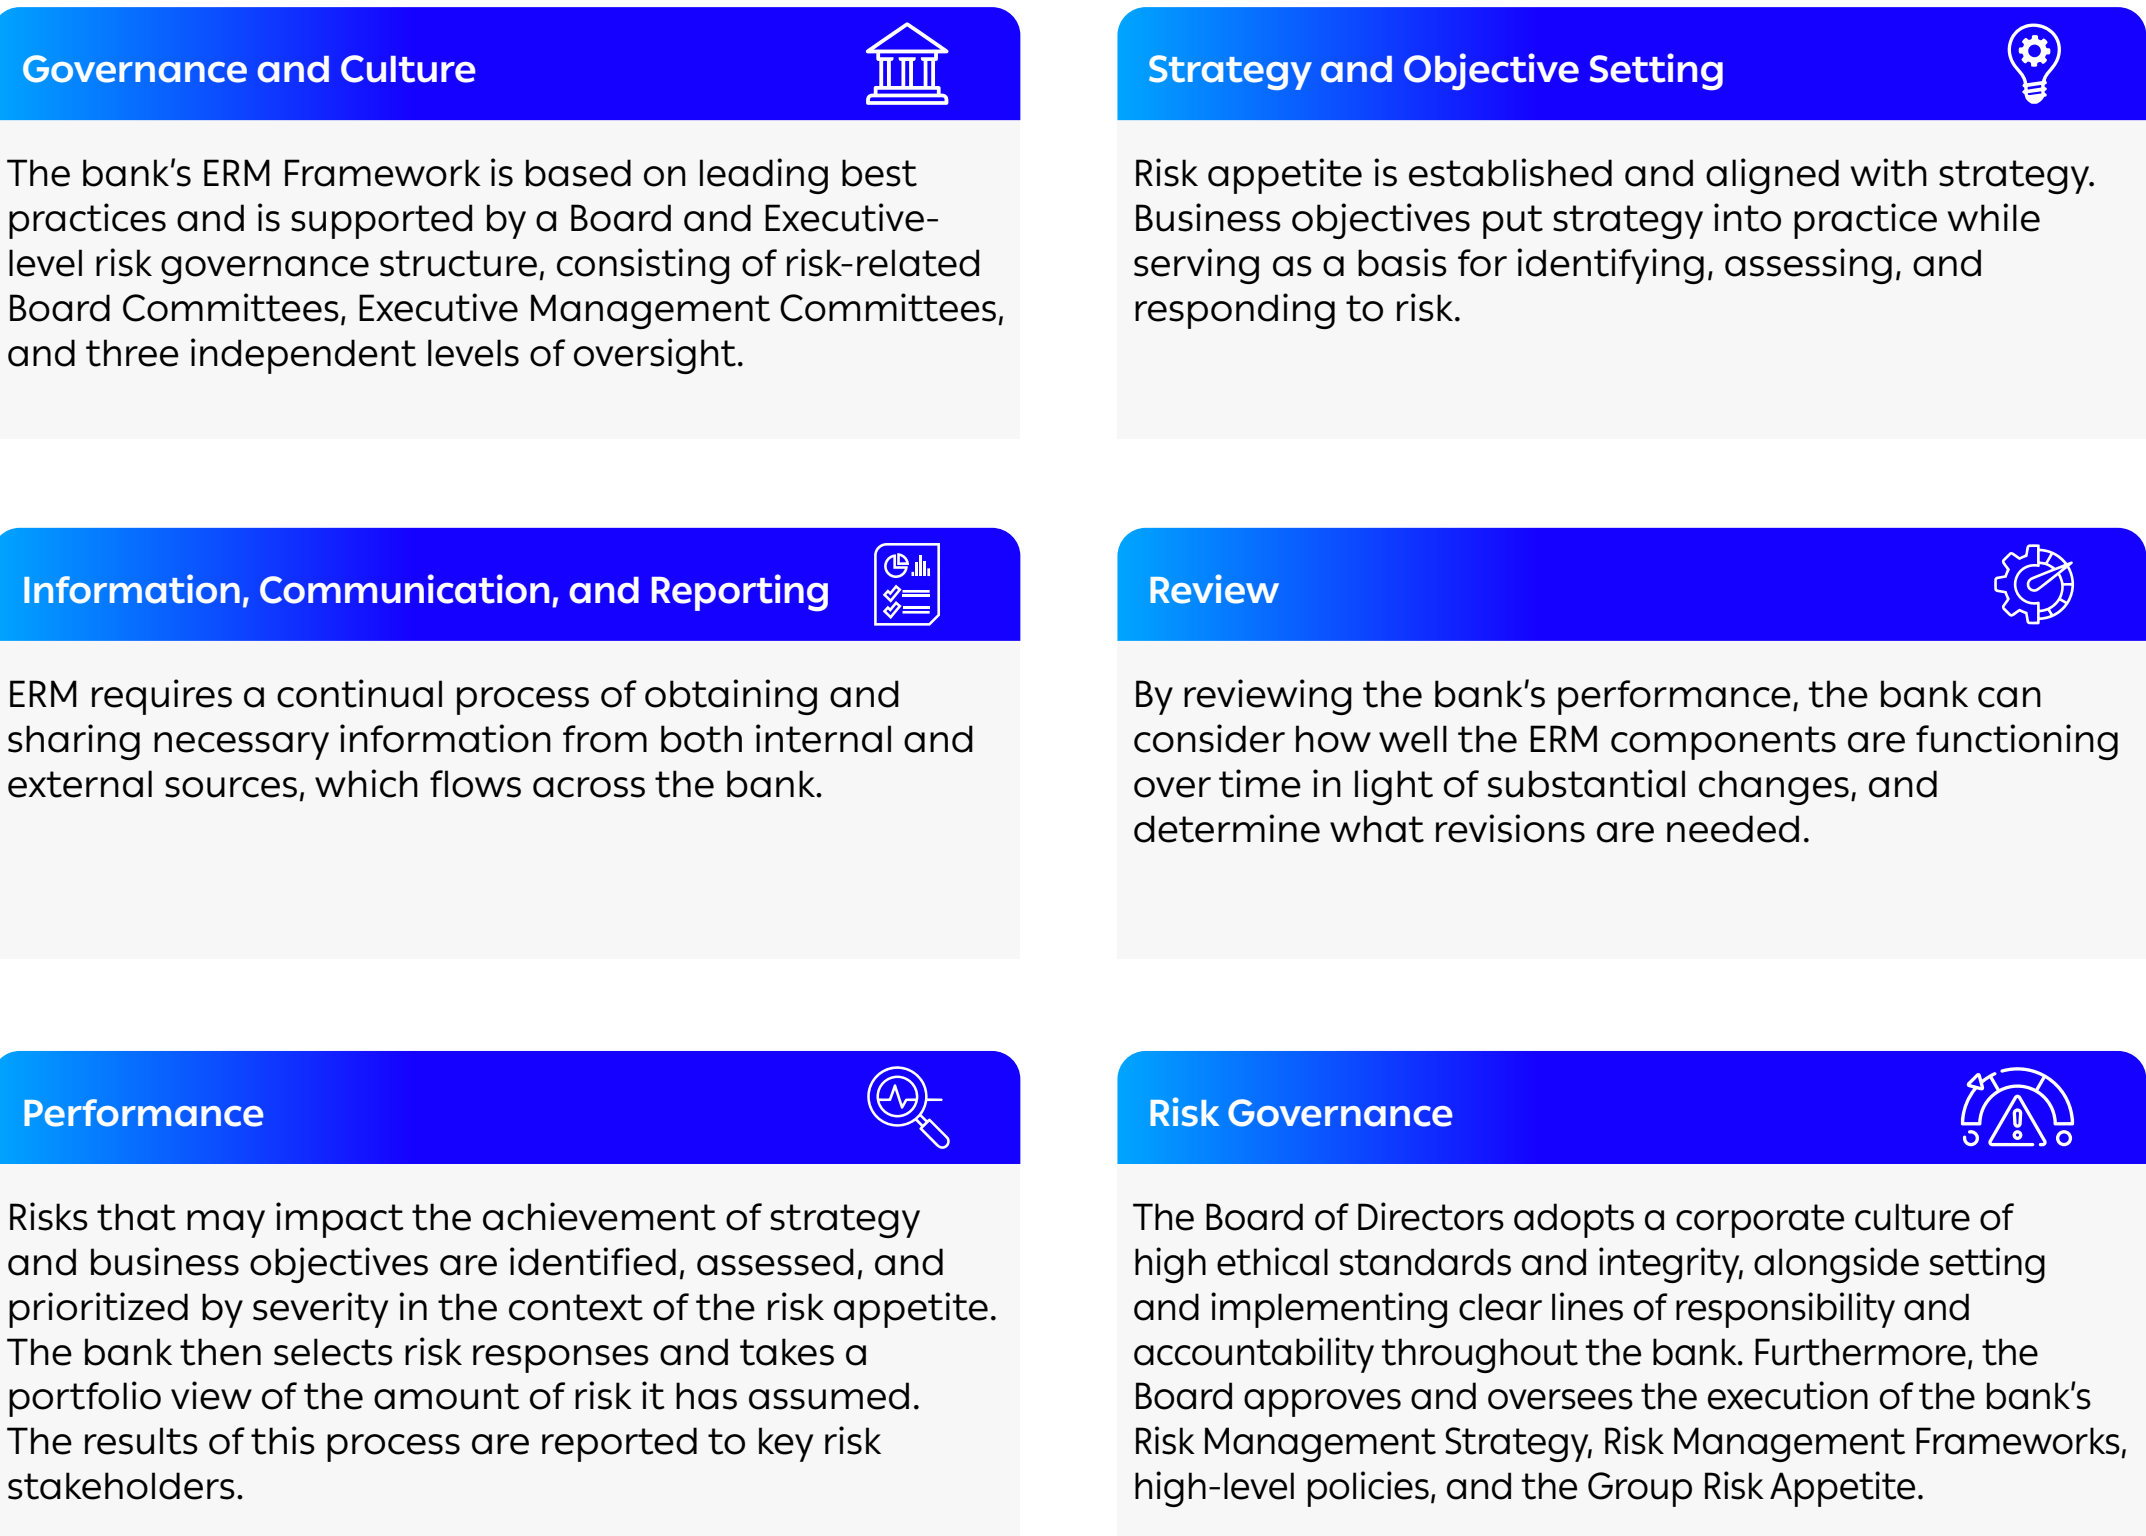 Governance and Culture
The bank's ERM Framework is based on leading best
practices and is supported by a Board and Executive-
level risk governance structure, consisting of risk-related
Board Committees, Executive Management Committees,
and three independent levels of oversight.
Strategy and Objective Setting
Risk appetite is established and aligned with strategy.
Business objectives put strategy into practice while
serving as a basis for identifying, assessing, and
responding to risk.
Information, Communication, and Reporting
ERM requires a continual process of obtaining and
sharing necessary information from both internal and
external sources, which flows across the bank.
Review
By reviewing the bank's performance, the bank can
consider how well the ERM components are functioning
over time in light of substantial changes, and
determine what revisions are needed.
Performance
Risks that may impact the achievement of strategy
and business objectives are identified, assessed, and
prioritized by severity in the context of the risk appetite.
The bank then selects risk responses and takes a
portfolio view of the amount of risk it has assumed.
The results of this process are reported to key risk
stakeholders.
Risk Governance
The Board of Directors adopts a corporate culture of
high ethical standards and integrity, alongside setting
and implementing clear lines of responsibility and
accountability throughout the bank. Furthermore, the
Board approves and oversees the execution of the bank's
Risk Management Strategy, Risk Management Frameworks,
high-level policies, and the Group Risk Appetite.